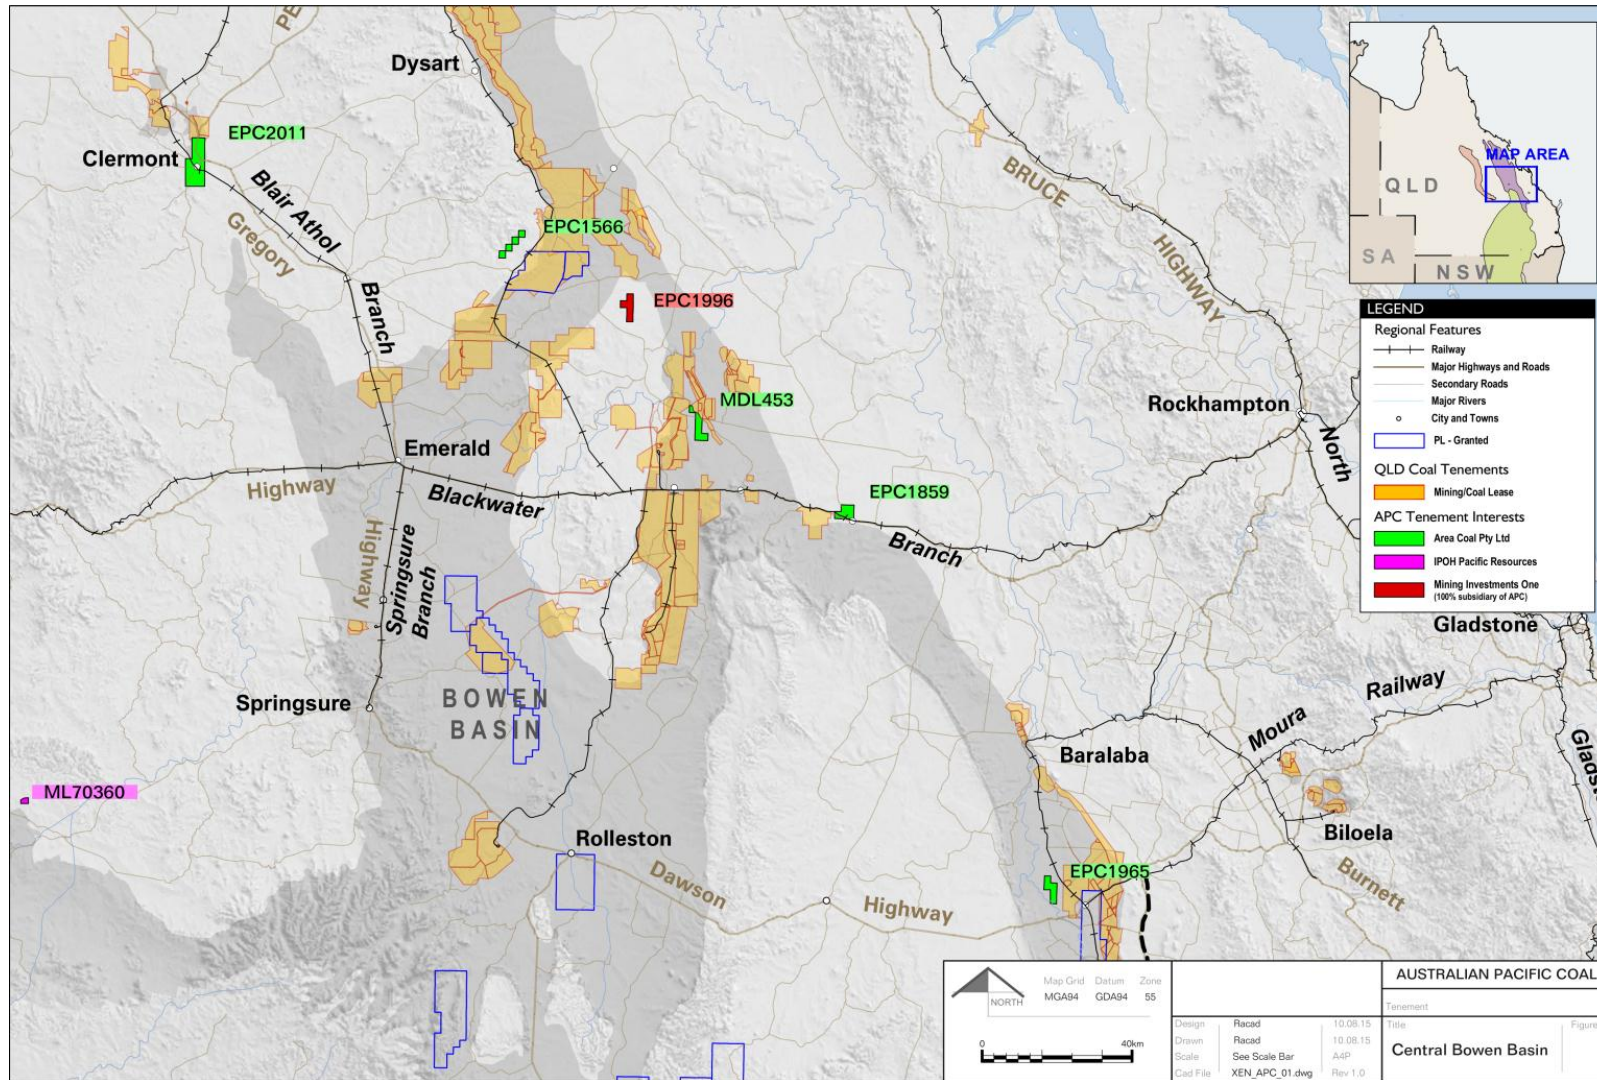 PE
Dysart
EPC2011
Clermont
Blair Athol
Gregory
Branch
EPC1566
EPC1996
BRUCE
HIGHWAY
MDL453
Rockhampton
North
Emerald
Highway
Blackwater
EPC1859
Branch
Highway
Springsure
Branch
Springsure
BOWEN
BASIN
ML70360
Rolleston
Dawson
Highway
Baralaba
Moura
Railway
Gladstone
Gladst
Biloela
Burnett
EPC1965
MAP AREA
QLD
SA
NSW
LEGEND
Regional Features
Railway
Major Highways and Roads
Secondary Roads
Major Rivers
City and Towns
PL - Granted
QLD Coal Tenements
Mining/Coal Lease
APC Tenement Interests
Area Coal Pty Ltd
IPOH Pacific Resources
Mining Investments One
(100% subsidiary of APC)
NORTH
Map Grid Datum Zone
MGA94 GDA94 55
0 40km
Design Racad 10.08.15
Drawn Racad 10.08.15
Scale See Scale Bar A4P
Cad File XEN_APC_01.dwg Rev 1.0
AUSTRALIAN PACIFIC COAL
Tenement
Title Figure
Central Bowen Basin